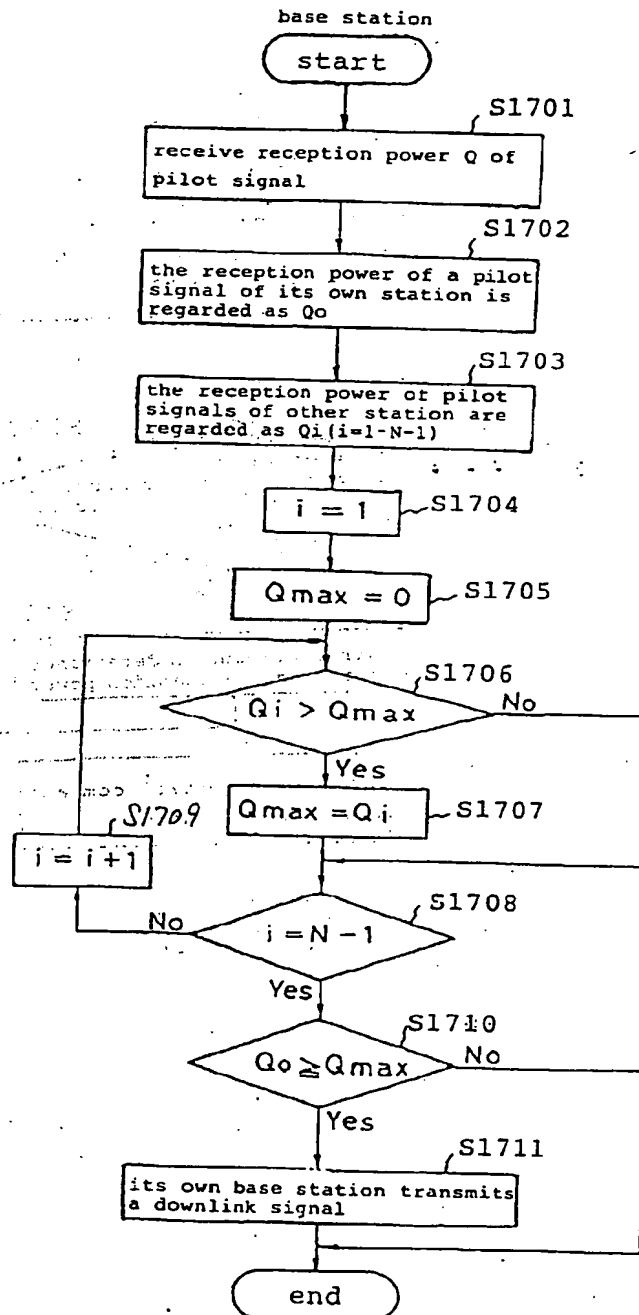 base station
start
S1701
receive reception power Q of
pilot signal
S1702
the reception power of a pilot
signal of its own station is
regarded as Qo
S1703
the reception power of pilot
signals of other station are
regarded as Qi(i=1-N-1)
i = 1
S1704
Qmax = 0
S1705
S1706
Qi > Qmax
No
Yes
Qmax = Qi
S1707
S1709
i = i+1
S1708
i = N - 1
No
Yes
S1710
Qo ≧ Qmax
No
Yes
S1711
its own base station transmits
a downlink signal
end